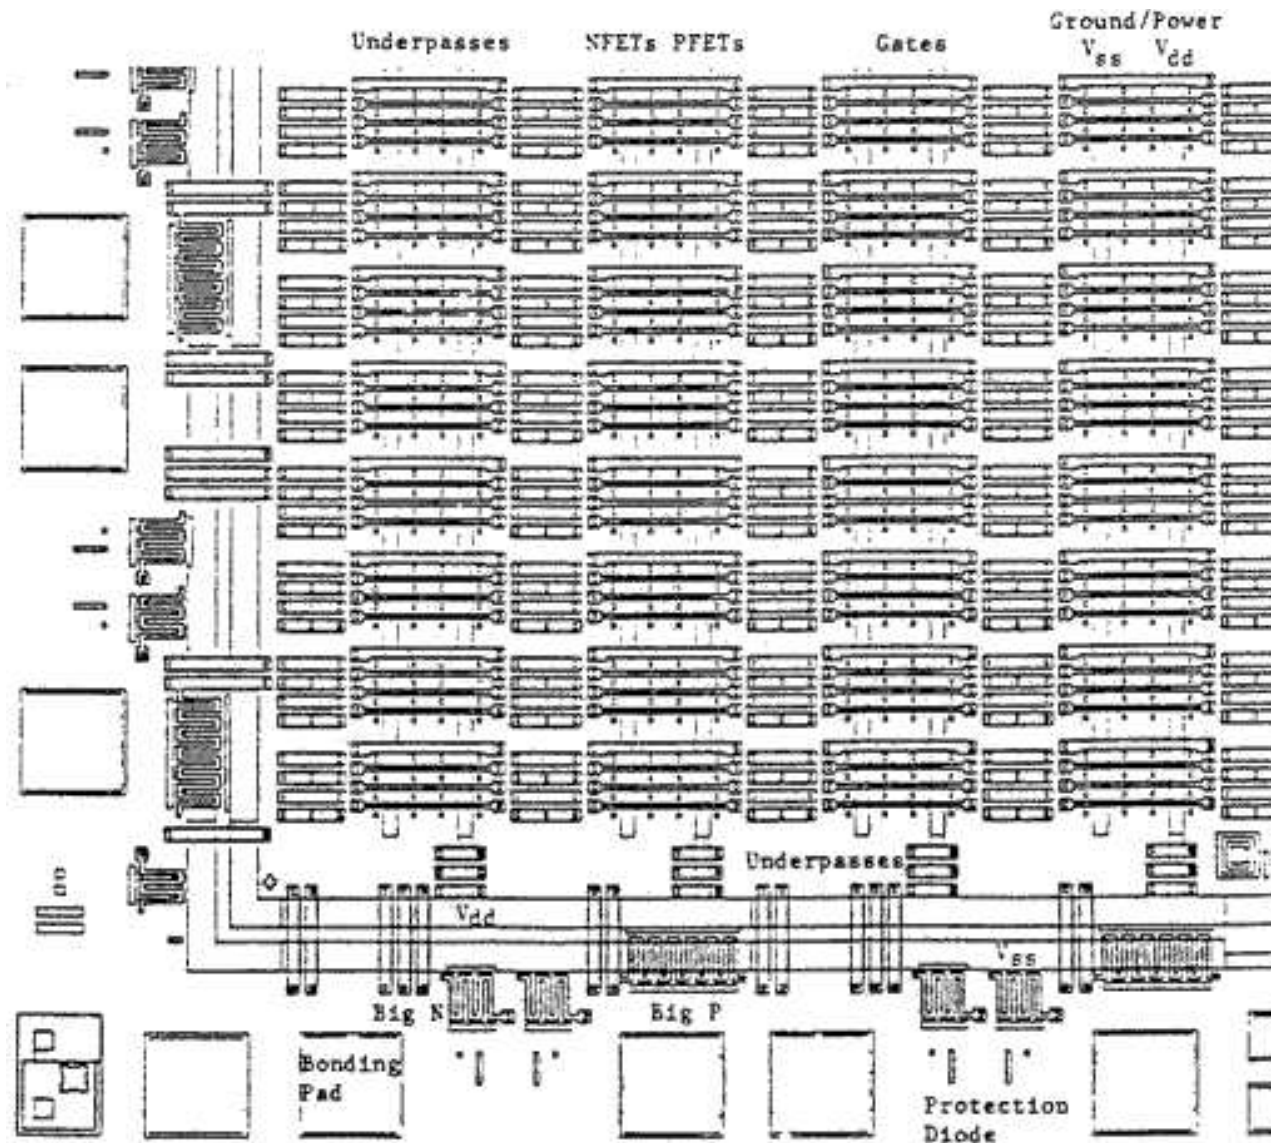 Ground/Power
Underpasses NFETs PFETs Gates Vss Vdd
Underpasses
Vdd
Vss
Big N Big P
Bonding
Pad
Protection
Diode